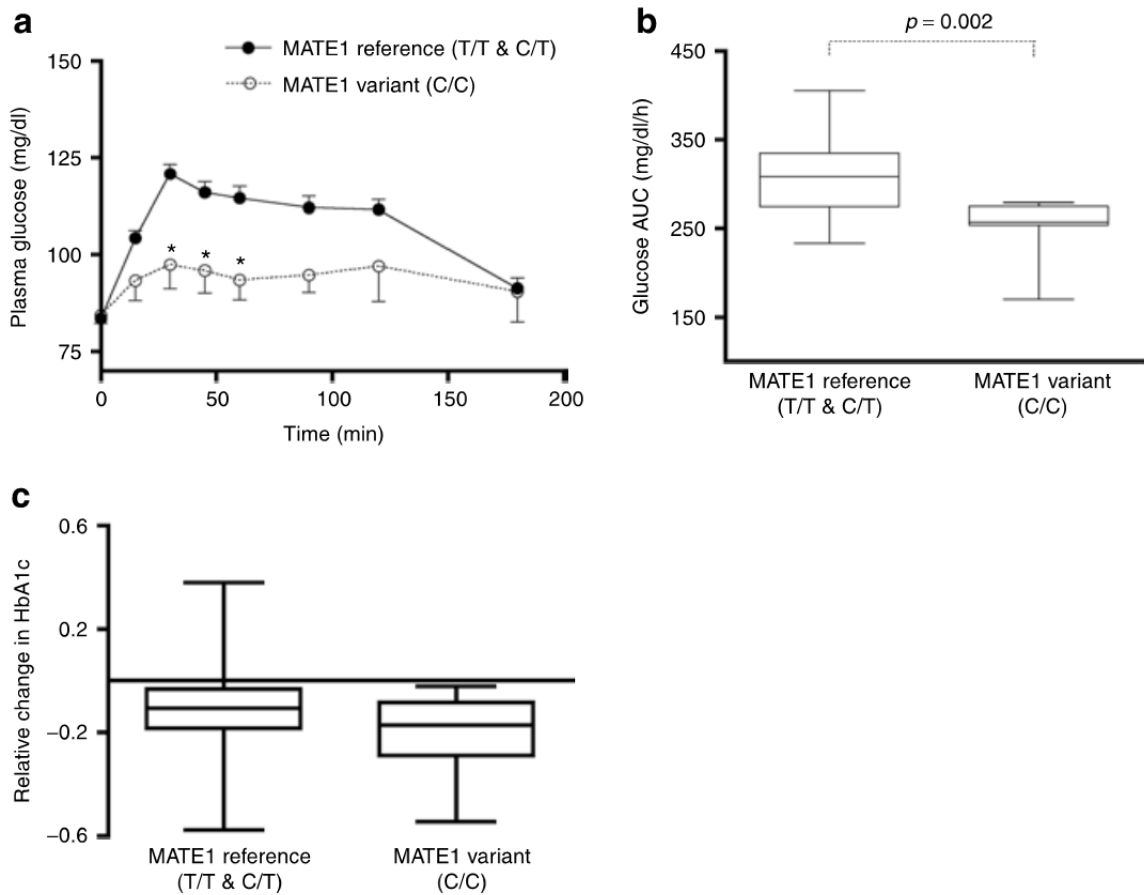 a
MATE1 reference (T/T & C/T)
MATE1 variant (C/C)
Plasma glucose (mg/dl)
150
125
100
75
*
*
*
0
50
100
150
200
Time (min)
b
p = 0.002
Glucose AUC (mg/dl/h)
450
350
250
150
MATE1 reference
(T/T & C/T)
MATE1 variant
(C/C)
c
Relative change in HbA1c
0.6
0.2
−0.2
−0.6
MATE1 reference
(T/T & C/T)
MATE1 variant
(C/C)